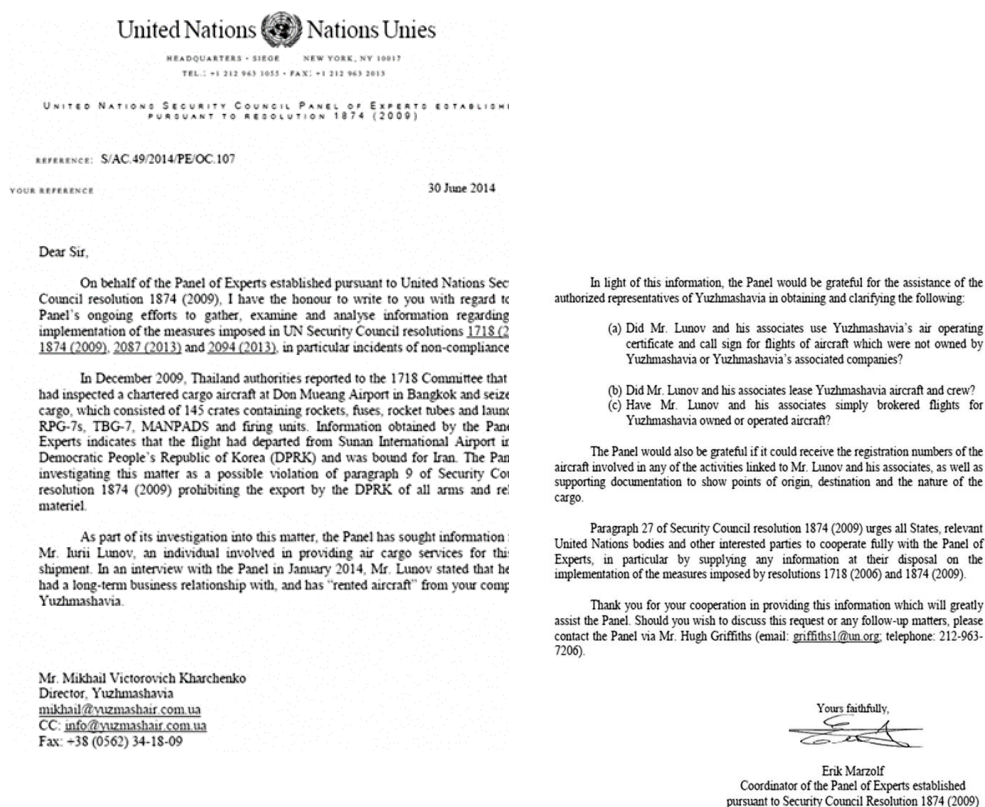 United Nations Nations Unies
HEADQUARTERS - SIEGE NEW YORK, NY 10017
TEL.: +1 212 963 1055 - FAX: +1 212 963 2013
UNITED NATIONS SECURITY COUNCIL PANEL OF EXPERTS ESTABLISH
PURSUANT TO RESOLUTION 1874 (2009)
REFERENCE: S/AC.49/2014/PE/OC.107
YOUR REFERENCE
30 June 2014
Dear Sir,
On behalf of the Panel of Experts established pursuant to United Nations Sec
Council resolution 1874 (2009), I have the honour to write to you with regard to
Panel's ongoing efforts to gather, examine and analyse information regarding
implementation of the measures imposed in UN Security Council resolutions 1718 (2
1874 (2009), 2087 (2013) and 2094 (2013), in particular incidents of non-compliance
In December 2009, Thailand authorities reported to the 1718 Committee that
had inspected a chartered cargo aircraft at Don Mueang Airport in Bangkok and seize
cargo, which consisted of 145 crates containing rockets, fuses, rocket tubes and launc
RPG-7s, TBG-7, MANPADS and firing units. Information obtained by the Pane
Experts indicates that the flight had departed from Sunan International Airport in
Democratic People's Republic of Korea (DPRK) and was bound for Iran. The Pan
investigating this matter as a possible violation of paragraph 9 of Security Cou
resolution 1874 (2009) prohibiting the export by the DPRK of all arms and rel
materiel.
As part of its investigation into this matter, the Panel has sought information
Mr. Iurii Lunov, an individual involved in providing air cargo services for this
shipment. In an interview with the Panel in January 2014, Mr. Lunov stated that he
had a long-term business relationship with, and has "rented aircraft" from your comp
Yuzhmashavia.
Mr. Mikhail Victorovich Kharchenko
Director, Yuzhmashavia
mikhail@yuzmashair.com.ua
CC: info@yuzmashair.com.ua
Fax: +38 (0562) 34-18-09
In light of this information, the Panel would be grateful for the assistance of the
authorized representatives of Yuzhmashavia in obtaining and clarifying the following:
(a) Did Mr. Lunov and his associates use Yuzhmashavia's air operating
certificate and call sign for flights of aircraft which were not owned by
Yuzhmashavia or Yuzhmashavia's associated companies?
(b) Did Mr. Lunov and his associates lease Yuzhmashavia aircraft and crew?
(c) Have Mr. Lunov and his associates simply brokered flights for
Yuzhmashavia owned or operated aircraft?
The Panel would also be grateful if it could receive the registration numbers of the
aircraft involved in any of the activities linked to Mr. Lunov and his associates, as well as
supporting documentation to show points of origin, destination and the nature of the
cargo.
Paragraph 27 of Security Council resolution 1874 (2009) urges all States, relevant
United Nations bodies and other interested parties to cooperate fully with the Panel of
Experts, in particular by supplying any information at their disposal on the
implementation of the measures imposed by resolutions 1718 (2006) and 1874 (2009).
Thank you for your cooperation in providing this information which will greatly
assist the Panel. Should you wish to discuss this request or any follow-up matters, please
contact the Panel via Mr. Hugh Griffiths (email: griffiths1@un.org; telephone: 212-963-
7206).
Yours faithfully,
Erik Marzolf
Coordinator of the Panel of Experts established
pursuant to Security Council Resolution 1874 (2009)